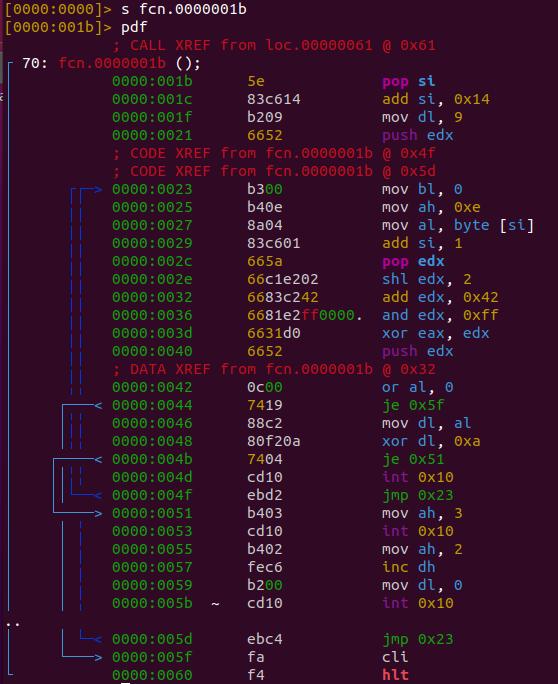 [0000:0000]> s fcn.0000001b
[0000:001b]> pdf
; CALL XREF from loc.00000061 @ 0x61
70: fcn.0000001b ();
0000:001b 5e pop si
0000:001c 83c614 add si, 0x14
0000:001f b209 mov dl, 9
0000:0021 6652 push edx
; CODE XREF from fcn.0000001b @ 0x4f
; CODE XREF from fcn.0000001b @ 0x5d
0000:0023 b300 mov bl, 0
0000:0025 b40e mov ah, 0xe
0000:0027 8a04 mov al, byte [si]
0000:0029 83c601 add si, 1
0000:002c 665a pop edx
0000:002e 66c1e202 shl edx, 2
0000:0032 6683c242 add edx, 0x42
0000:0036 6681e2ff0000. and edx, 0xff
0000:003d 6631d0 xor eax, edx
0000:0040 6652 push edx
; DATA XREF from fcn.0000001b @ 0x32
0000:0042 0c00 or al, 0
0000:0044 7419 je 0x5f
0000:0046 88c2 mov dl, al
0000:0048 80f20a xor dl, 0xa
0000:004b 7404 je 0x51
0000:004d cd10 int 0x10
0000:004f ebd2 jmp 0x23
0000:0051 b403 mov ah, 3
0000:0053 cd10 int 0x10
0000:0055 b402 mov ah, 2
0000:0057 fec6 inc dh
0000:0059 b200 mov dl, 0
0000:005b ~ cd10 int 0x10
..
0000:005d ebc4 jmp 0x23
0000:005f fa cli
0000:0060 f4 hlt